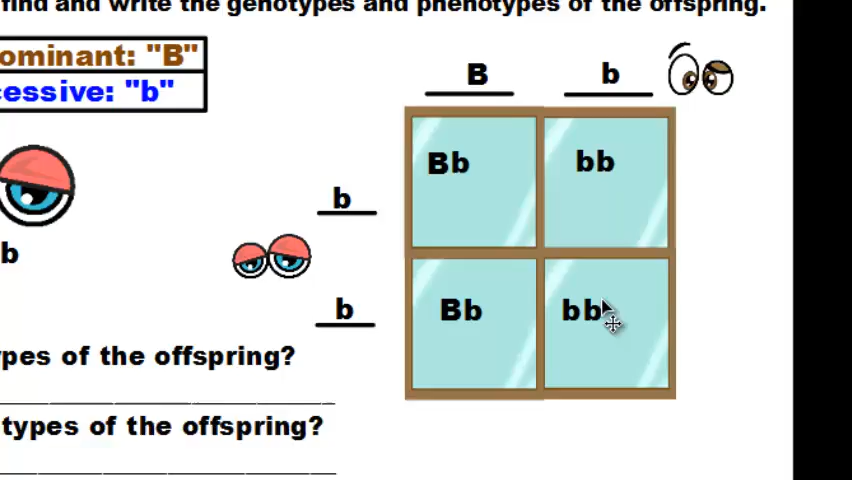 find and write the genotypes and phenotypes of the offspring.
ominant: "B"
cessive: "b"
B b
Bb bb
b
b
b
Bb bb
ypes of the offspring?
types of the offspring?